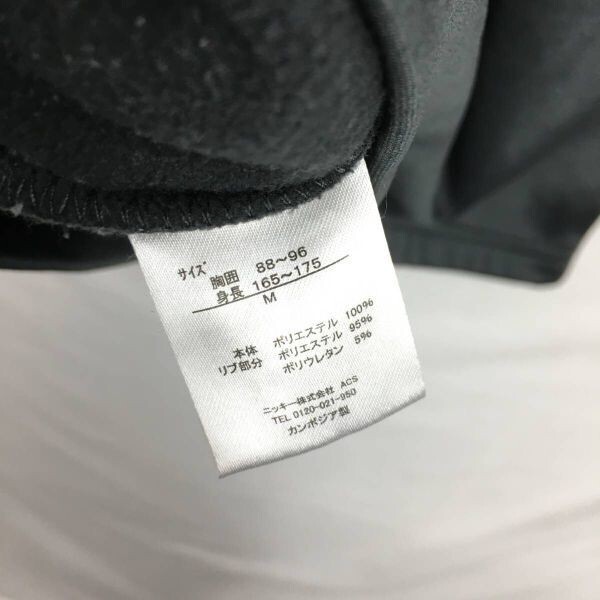 サイズ 胸囲 88~96
身長 165~175
M
本体 ポリエステル 100%
リブ部分 ポリエステル 95%
ポリウレタン 5%
ニッキー株式会社 ACS
TEL 0120-021-950
カンボジア製